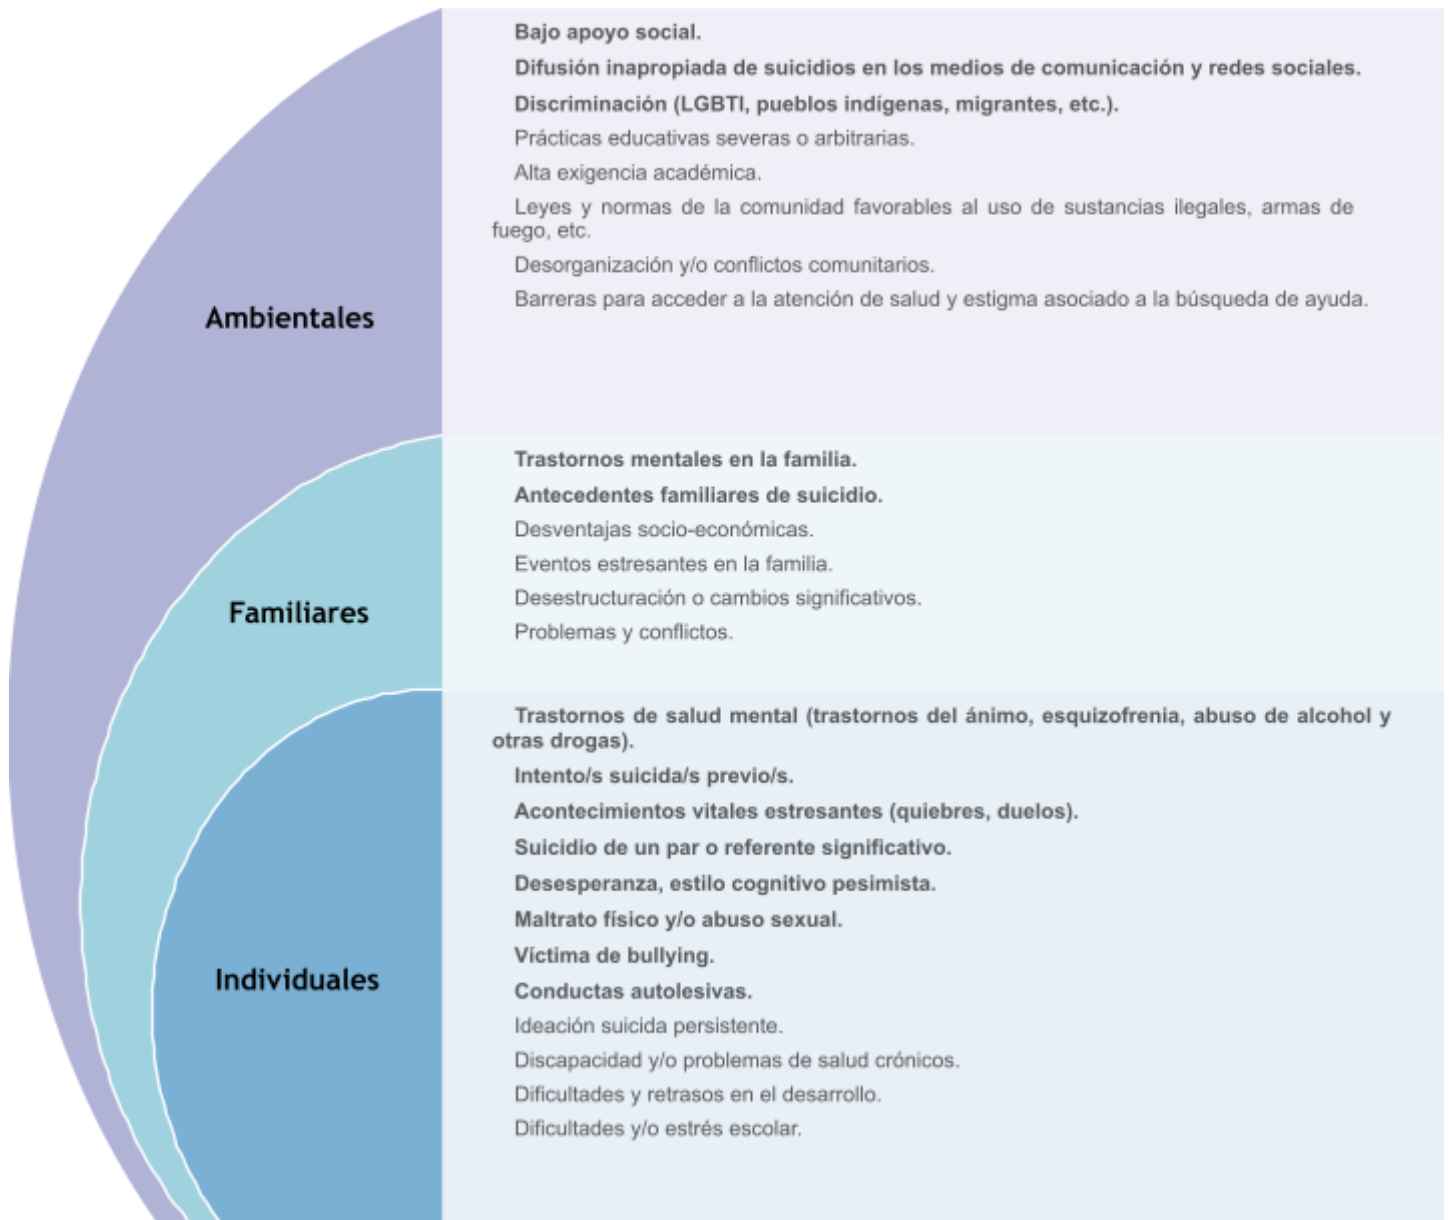 Bajo apoyo social.
Difusión inapropiada de suicidios en los medios de comunicación y redes sociales.
Discriminación (LGBTI, pueblos indígenas, migrantes, etc.).
Prácticas educativas severas o arbitrarias.
Alta exigencia académica.
Leyes y normas de la comunidad favorables al uso de sustancias ilegales, armas de
fuego, etc.
Desorganización y/o conflictos comunitarios.
Barreras para acceder a la atención de salud y estigma asociado a la búsqueda de ayuda.
Ambientales
Trastornos mentales en la familia.
Antecedentes familiares de suicidio.
Desventajas socio-económicas.
Eventos estresantes en la familia.
Desestructuración o cambios significativos.
Problemas y conflictos.
Familiares
Trastornos de salud mental (trastornos del ánimo, esquizofrenia, abuso de alcohol y
otras drogas).
Intento/s suicida/s previo/s.
Acontecimientos vitales estresantes (quiebres, duelos).
Suicidio de un par o referente significativo.
Desesperanza, estilo cognitivo pesimista.
Maltrato físico y/o abuso sexual.
Víctima de bullying.
Conductas autolesivas.
Ideación suicida persistente.
Discapacidad y/o problemas de salud crónicos.
Dificultades y retrasos en el desarrollo.
Dificultades y/o estrés escolar.
Individuales